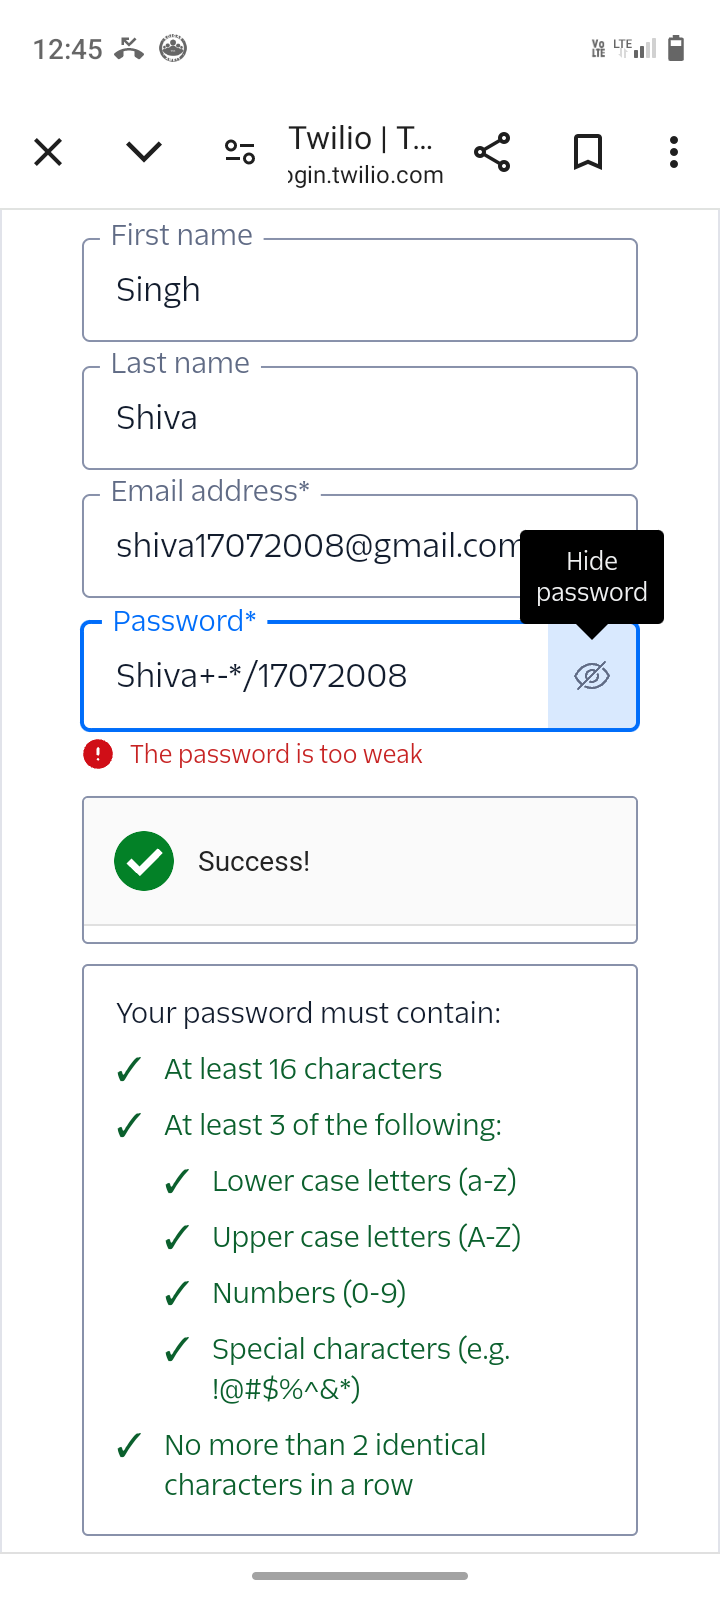 12:45
Vo LTE LTE
Twilio | T...
ogin.twilio.com
First name
Singh
Last name
Shiva
Email address*
shiva17072008@gmail.com
Hide
password
Password*
Shiva+-*/17072008
The password is too weak
Success!
Your password must contain:
✓ At least 16 characters
✓ At least 3 of the following:
✓ Lower case letters (a-z)
✓ Upper case letters (A-Z)
✓ Numbers (0-9)
✓ Special characters (e.g.
!@#$%^&*)
✓ No more than 2 identical
characters in a row